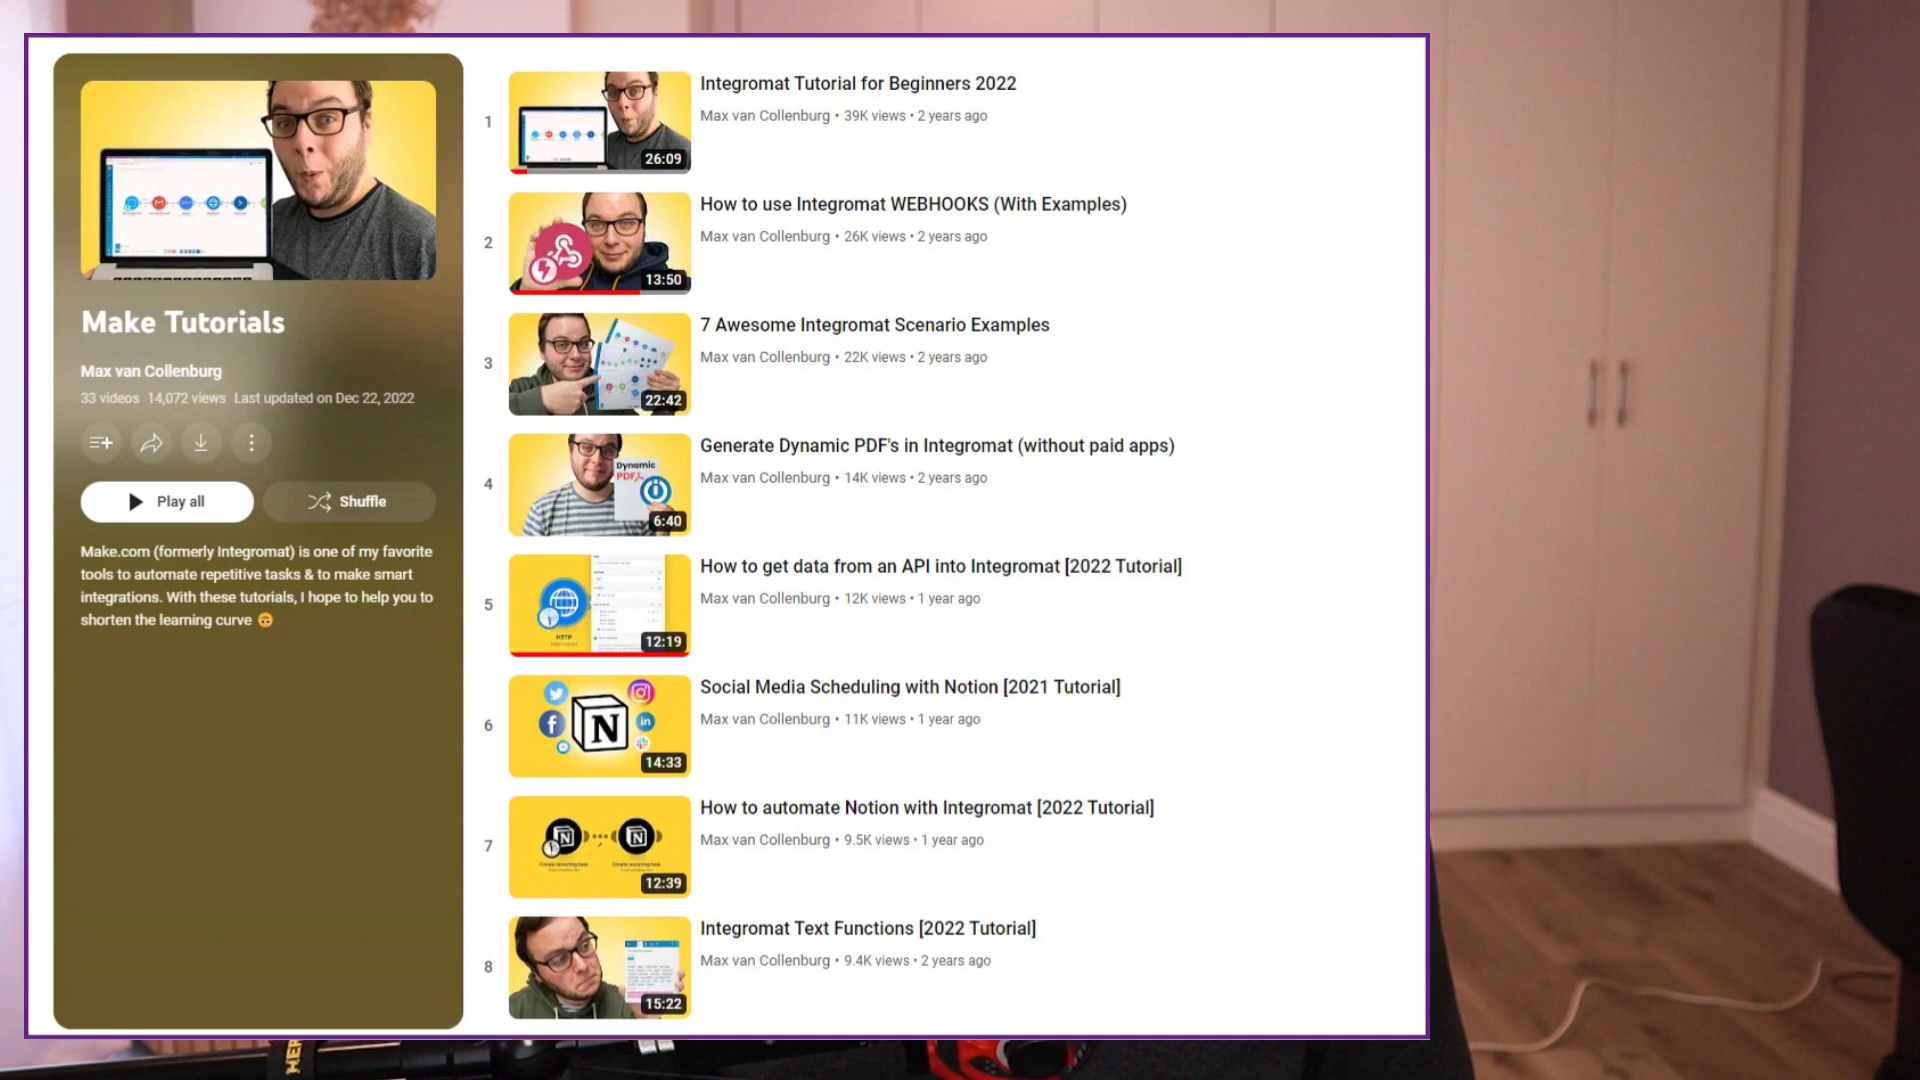 Make Tutorials
Max van Collenburg
33 videos 14,072 views Last updated on Dec 22, 2022
Play all
Shuffle
Make.com (formerly Integromat) is one of my favorite
tools to automate repetitive tasks & to make smart
integrations. With these tutorials, I hope to help you to
shorten the learning curve 🙃
1
26:09
Integromat Tutorial for Beginners 2022
Max van Collenburg • 39K views • 2 years ago
2
13:50
How to use Integromat WEBHOOKS (With Examples)
Max van Collenburg • 26K views • 2 years ago
3
22:42
7 Awesome Integromat Scenario Examples
Max van Collenburg • 22K views • 2 years ago
4
Dynamic
PDF
6:40
Generate Dynamic PDF's in Integromat (without paid apps)
Max van Collenburg • 14K views • 2 years ago
5
HTTP
12:19
How to get data from an API into Integromat [2022 Tutorial]
Max van Collenburg • 12K views • 1 year ago
6
N
in
14:33
Social Media Scheduling with Notion [2021 Tutorial]
Max van Collenburg • 11K views • 1 year ago
7
12:39
How to automate Notion with Integromat [2022 Tutorial]
Max van Collenburg • 9.5K views • 1 year ago
8
15:22
Integromat Text Functions [2022 Tutorial]
Max van Collenburg • 9.4K views • 2 years ago